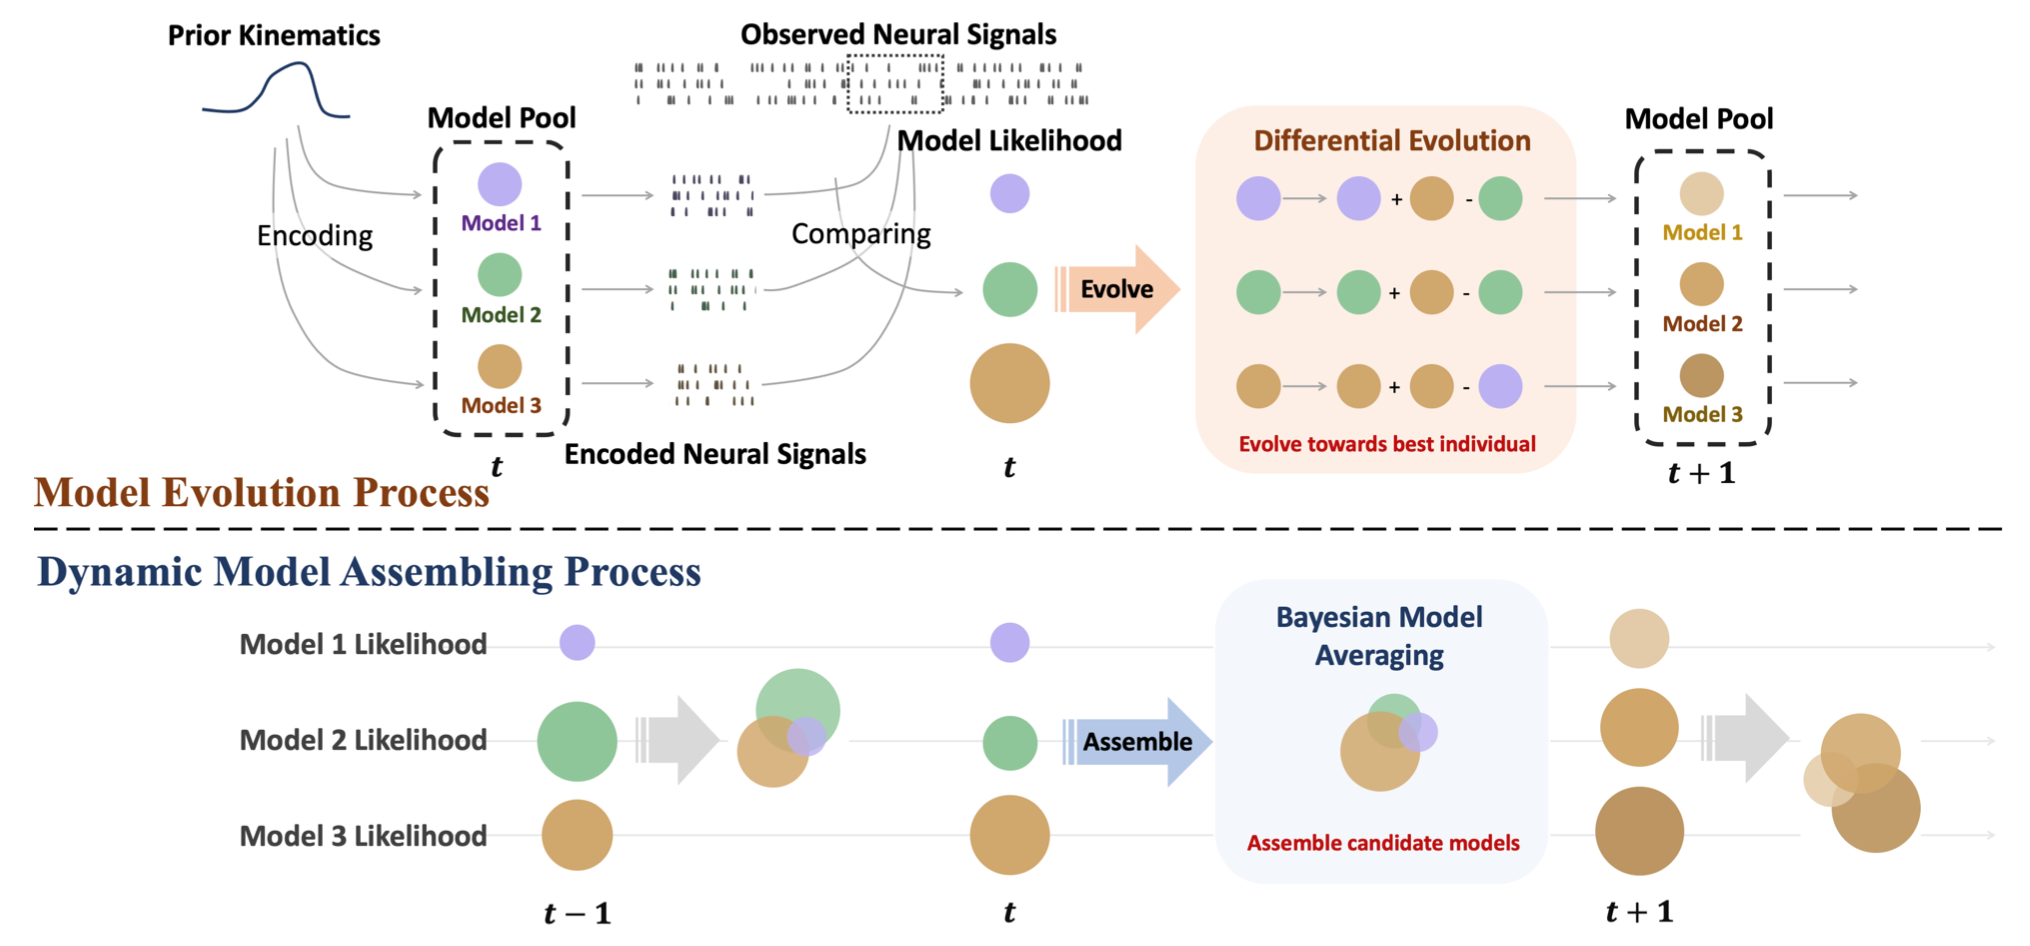 Prior Kinematics
Observed Neural Signals
Model Pool
Model Likelihood
Differential Evolution
Model Pool
Encoding
Model 1
Model 2
Model 3
Comparing
Evolve
+ -
+ -
+ -
Evolve towards best individual
Model 1
Model 2
Model 3
Encoded Neural Signals
t
t
t + 1
Model Evolution Process
Dynamic Model Assembling Process
Model 1 Likelihood
Model 2 Likelihood
Model 3 Likelihood
Assemble
Bayesian Model
Averaging
Assemble candidate models
t − 1
t
t + 1